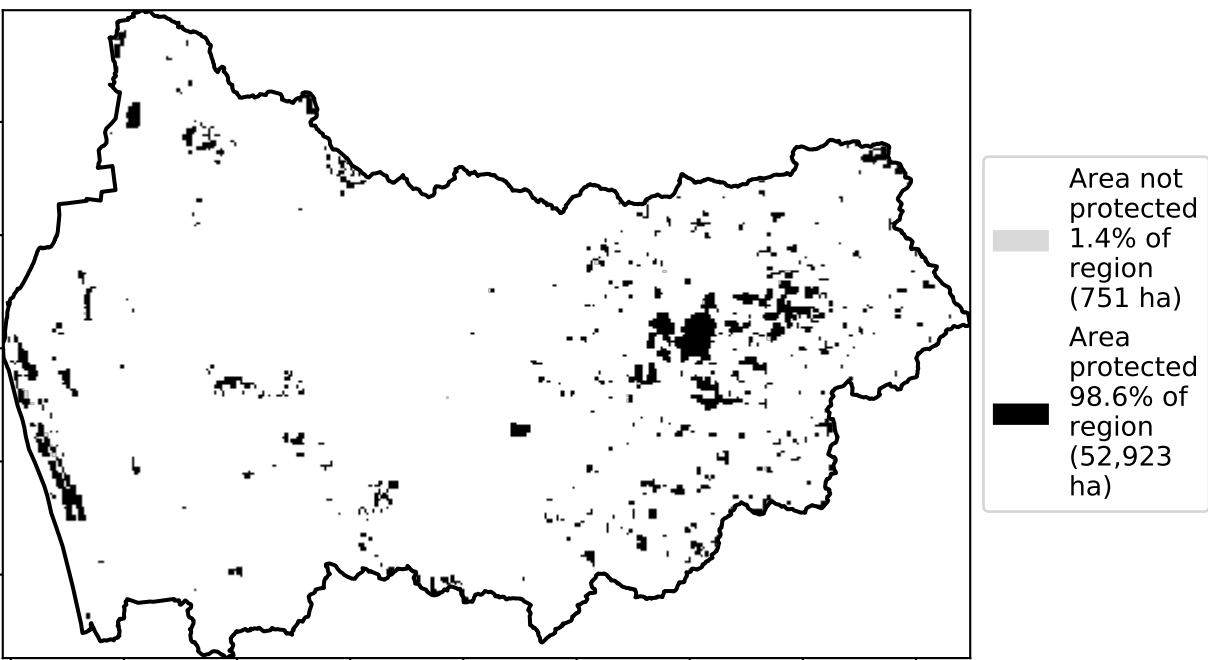 Area not
protected
1.4% of
region
(751 ha)
Area
protected
98.6% of
region
(52,923
ha)